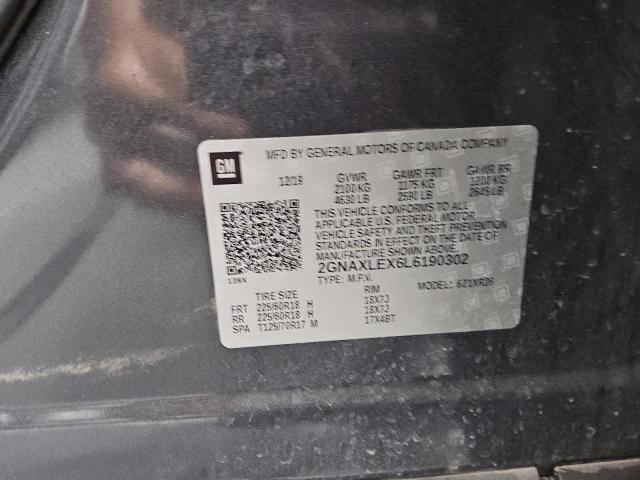 GM
MFD BY GENERAL MOTORS OF CANADA COMPANY
12/19 GVWR GAWR FRT GAWR RR
2100 KG 1175 KG 1200 KG
4630 LB 2590 LB 2645 LB
THIS VEHICLE CONFORMS TO ALL
APPLICABLE U.S. FEDERAL MOTOR
VEHICLE SAFETY AND THEFT PREVENTION
STANDARDS IN EFFECT ON THE DATE OF
MANUFACTURE SHOWN ABOVE.
2GNAXLEX6L6190302
TYPE: M.P.V. MODEL:
TIRE SIZE RIM
FRT 225/60R18 H 18X7J
RR 225/60R18 H 18X7J
SPA T125/70R17 M 17X4BT